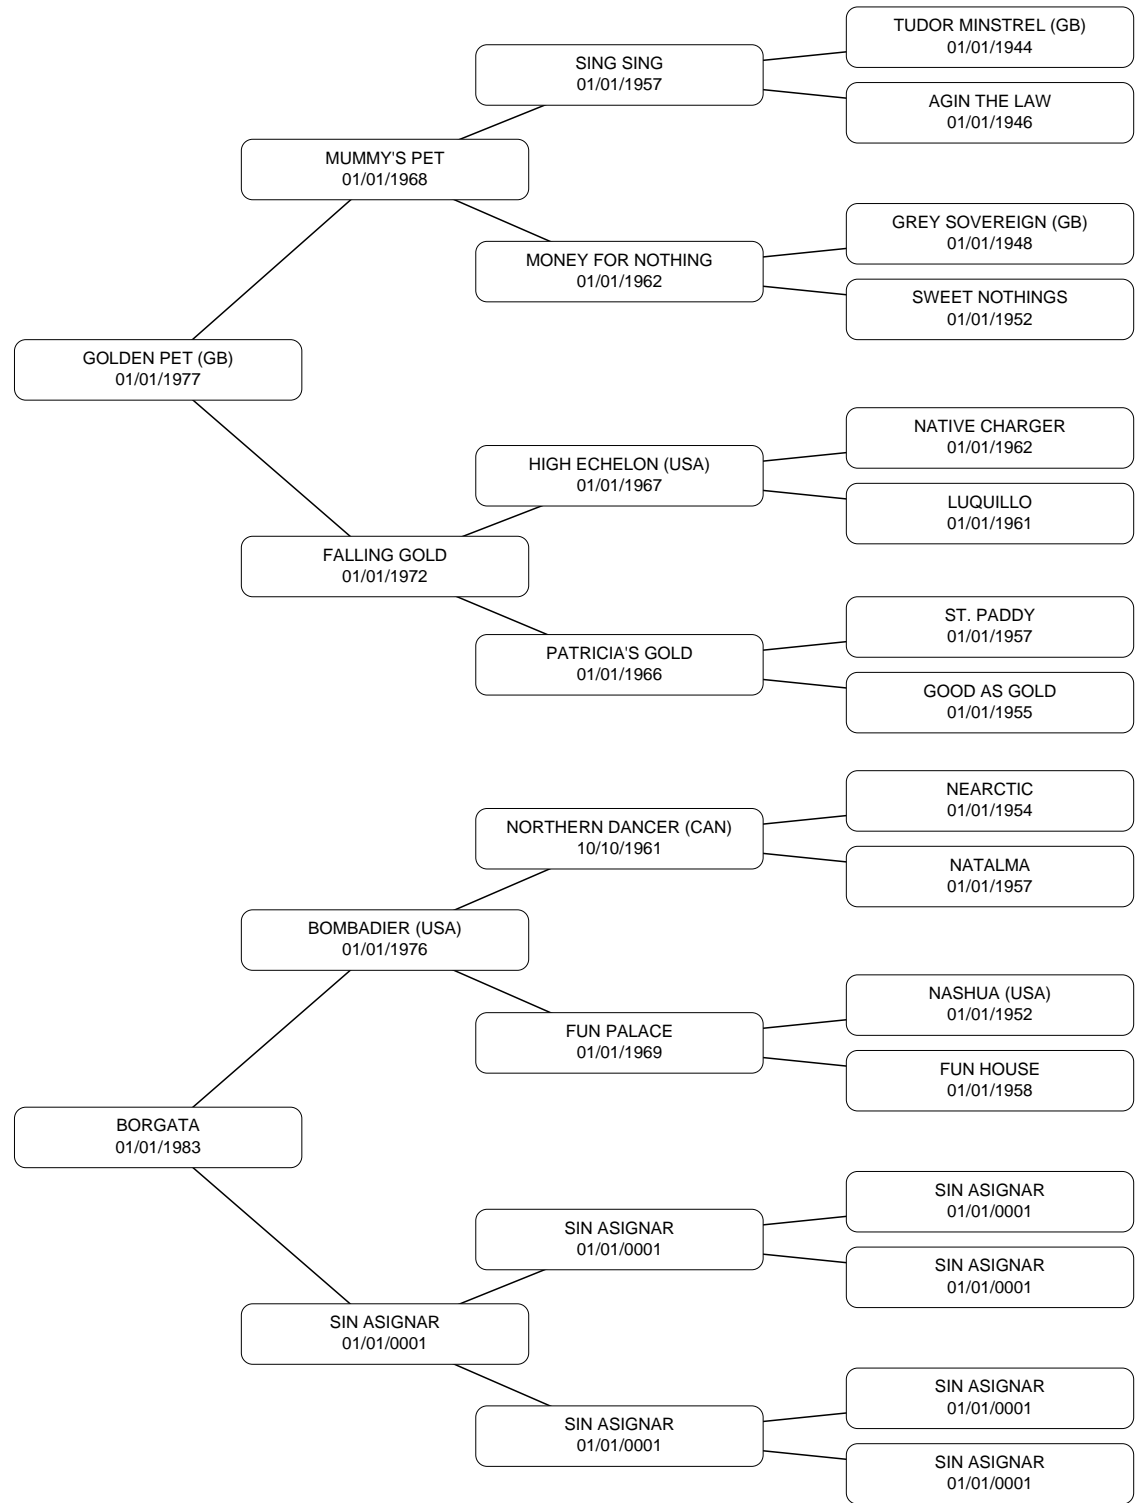 TUDOR MINSTREL (GB)
01/01/1944
SING SING
01/01/1957
AGIN THE LAW
01/01/1946
MUMMY'S PET
01/01/1968
GREY SOVEREIGN (GB)
01/01/1948
MONEY FOR NOTHING
01/01/1962
SWEET NOTHINGS
01/01/1952
GOLDEN PET (GB)
01/01/1977
NATIVE CHARGER
01/01/1962
HIGH ECHELON (USA)
01/01/1967
LUQUILLO
01/01/1961
FALLING GOLD
01/01/1972
ST. PADDY
01/01/1957
PATRICIA'S GOLD
01/01/1966
GOOD AS GOLD
01/01/1955
NEARCTIC
01/01/1954
NORTHERN DANCER (CAN)
10/10/1961
NATALMA
01/01/1957
BOMBADIER (USA)
01/01/1976
NASHUA (USA)
01/01/1952
FUN PALACE
01/01/1969
FUN HOUSE
01/01/1958
BORGATA
01/01/1983
SIN ASIGNAR
01/01/0001
SIN ASIGNAR
01/01/0001
SIN ASIGNAR
01/01/0001
SIN ASIGNAR
01/01/0001
SIN ASIGNAR
01/01/0001
SIN ASIGNAR
01/01/0001
SIN ASIGNAR
01/01/0001